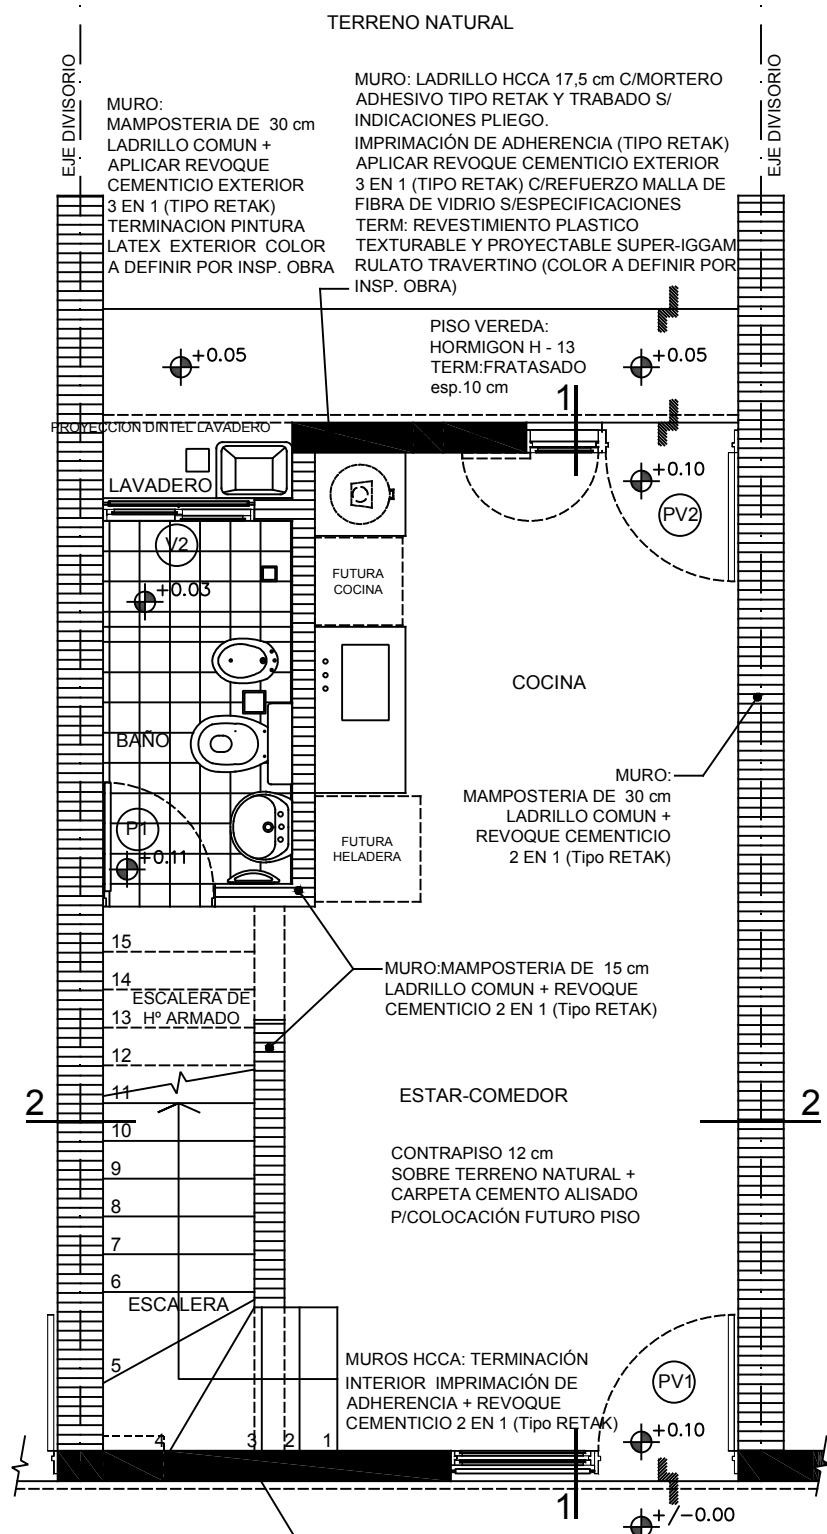 TERRENO NATURAL
EJE DIVISORIO
EJE DIVISORIO
MURO:
MAMPOSTERIA DE 30 cm
LADRILLO COMUN +
APLICAR REVOQUE
CEMENTICIO EXTERIOR
3 EN 1 (TIPO RETAK)
TERMINACION PINTURA
LATEX EXTERIOR COLOR
A DEFINIR POR INSP. OBRA
MURO: LADRILLO HCCA 17,5 cm C/MORTERO
ADHESIVO TIPO RETAK Y TRABADO S/
INDICACIONES PLIEGO.
IMPRIMACIÓN DE ADHERENCIA (TIPO RETAK)
APLICAR REVOQUE CEMENTICIO EXTERIOR
3 EN 1 (TIPO RETAK) C/REFUERZO MALLA DE
FIBRA DE VIDRIO S/ESPECIFICACIONES
TERM: REVESTIMIENTO PLASTICO
TEXTURABLE Y PROYECTABLE SUPER-IGGAM
RULATO TRAVERTINO (COLOR A DEFINIR POR
INSP. OBRA)
PISO VEREDA:
HORMIGON H - 13
TERM:FRATASADO
esp.10 cm
+0.05
+0.05
1
PROYECCION DINTEL LAVADERO
+0.10
LAVADERO
PV2
V2
FUTURA
COCINA
+0.03
COCINA
BAÑO
MURO:
MAMPOSTERIA DE 30 cm
LADRILLO COMUN +
REVOQUE CEMENTICIO
2 EN 1 (Tipo RETAK)
P1
+0.11
FUTURA
HELADERA
15
14
13
12
11
10
9
8
7
6
5
4
3
2
1
ESCALERA DE
Hº ARMADO
MURO:MAMPOSTERIA DE 15 cm
LADRILLO COMUN + REVOQUE
CEMENTICIO 2 EN 1 (Tipo RETAK)
2
2
ESTAR-COMEDOR
CONTRAPISO 12 cm
SOBRE TERRENO NATURAL +
CARPETA CEMENTO ALISADO
P/COLOCACIÓN FUTURO PISO
ESCALERA
MUROS HCCA: TERMINACIÓN
INTERIOR IMPRIMACIÓN DE
ADHERENCIA + REVOQUE
CEMENTICIO 2 EN 1 (Tipo RETAK)
PV1
+0.10
1
+/-0.00